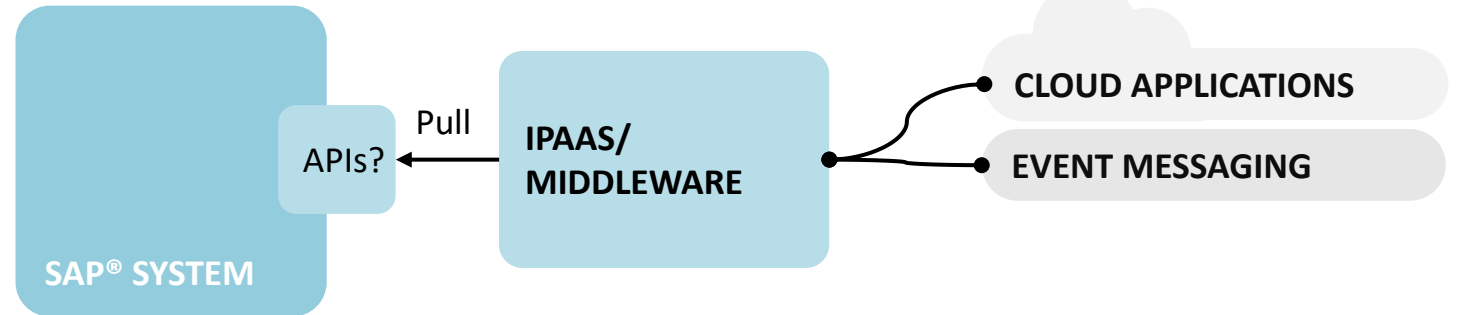 SAP® SYSTEM
APIs?
Pull
IPAAS/
MIDDLEWARE
CLOUD APPLICATIONS
EVENT MESSAGING